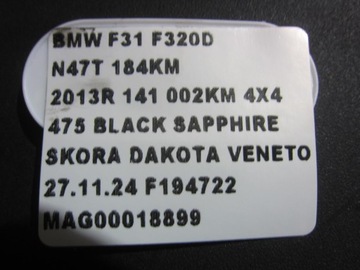 BMW F31 F320D
N47T 184KM
2013R 141 002KM 4X4
475 BLACK SAPPHIRE
SKORA DAKOTA VENETO
27.11.24 F194722
MAG00018899